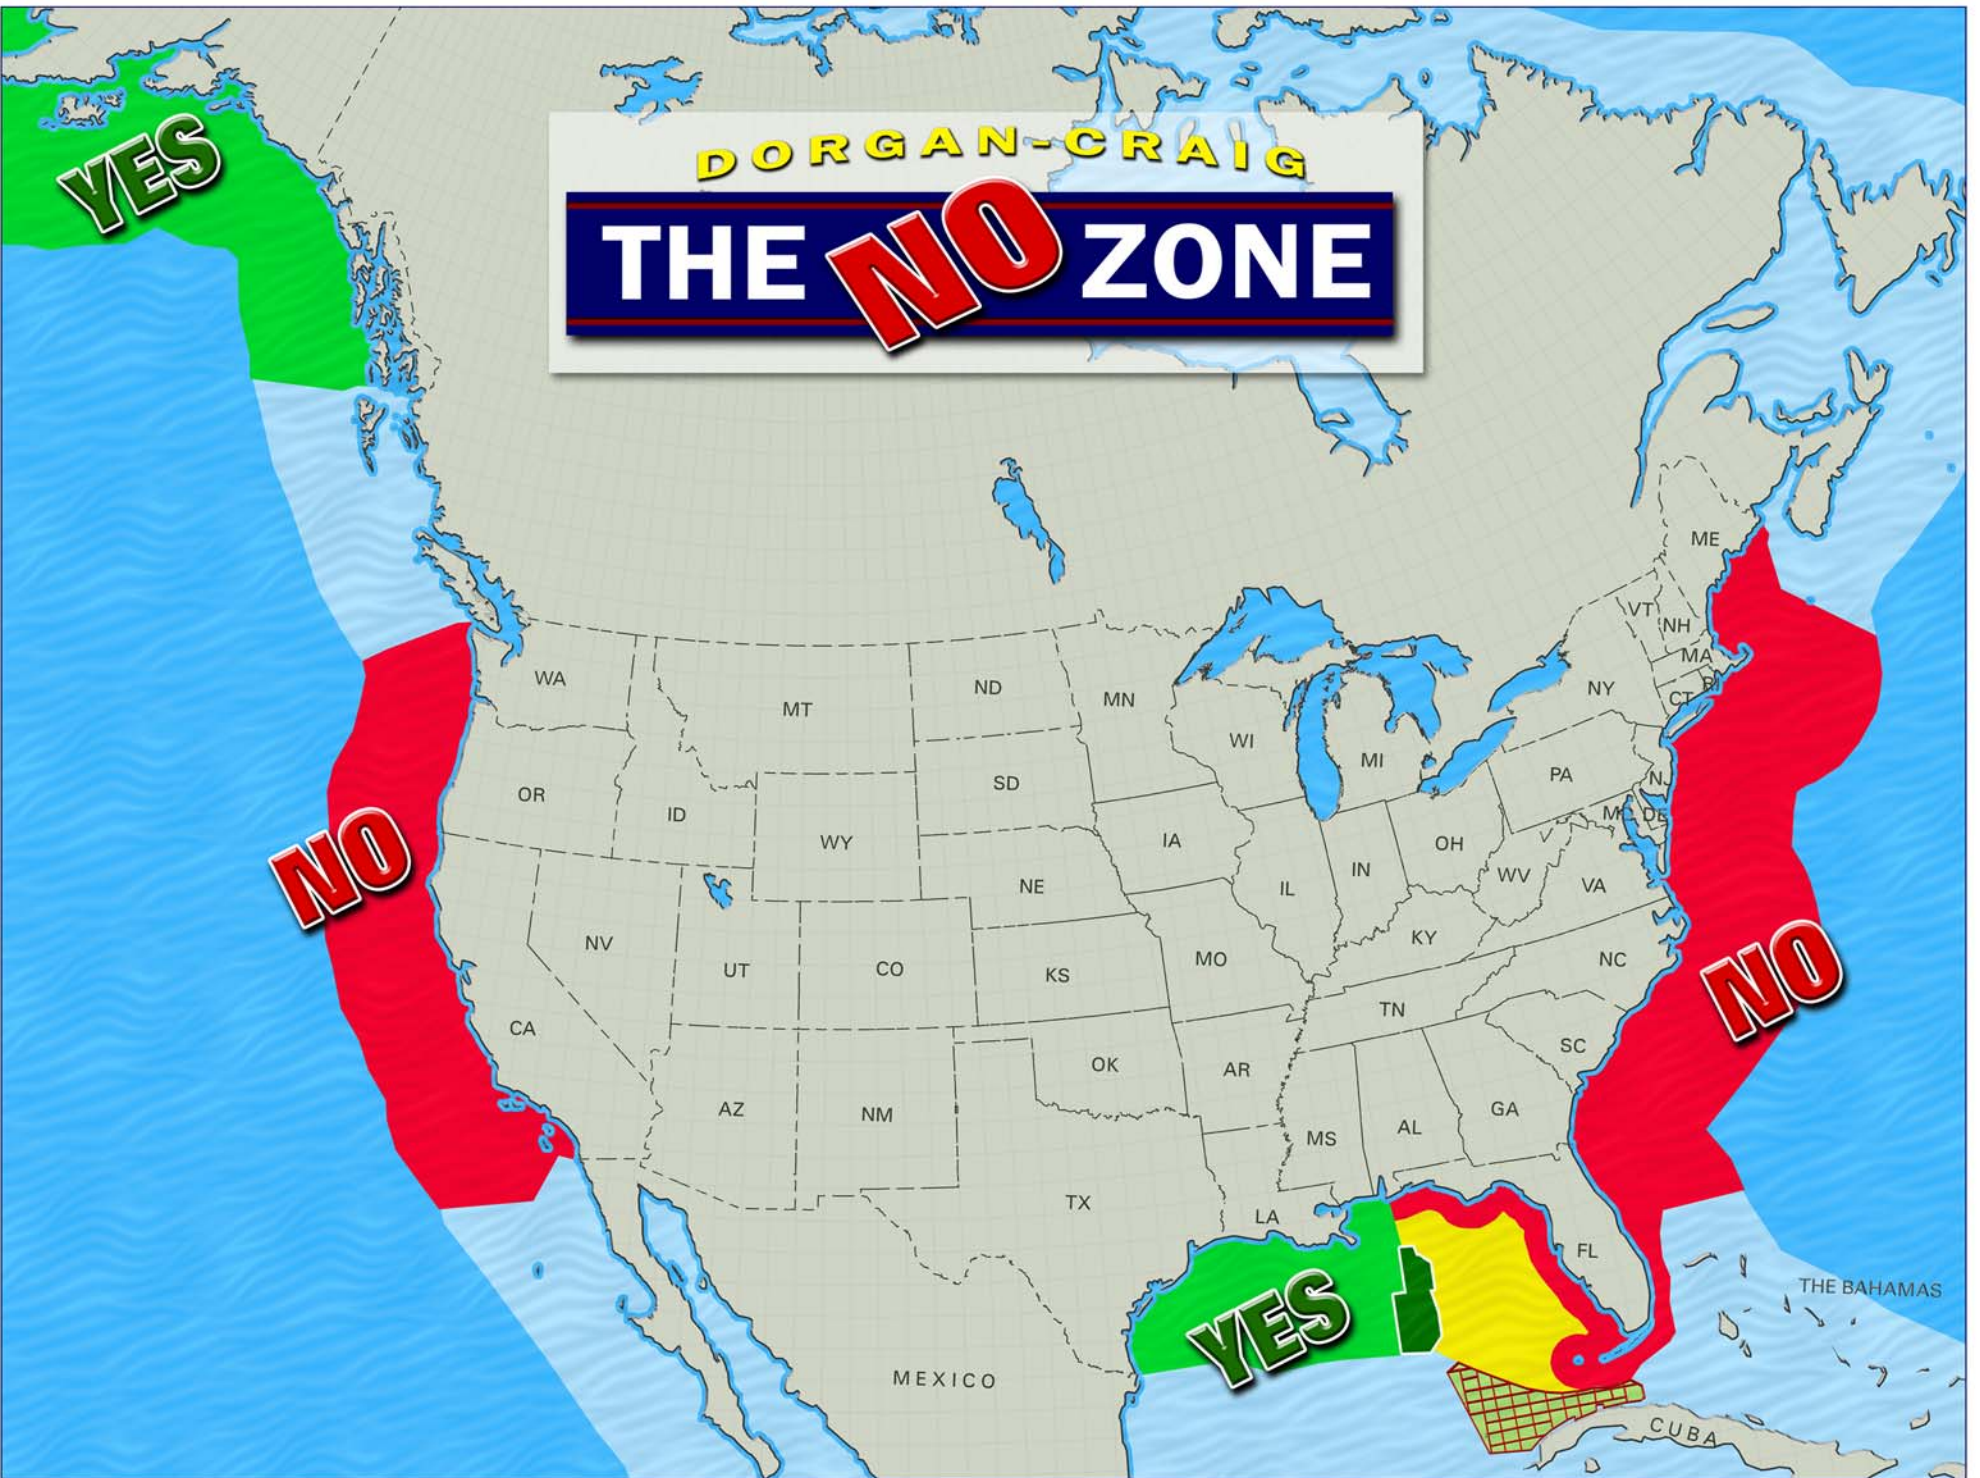 YES
DORGAN-CRAIG
THE NO ZONE
ME
VT
NH
MA
RI
CT
NY
WA
MT
ND
MN
WI
MI
PA
NJ
OR
ID
WY
SD
IA
OH
DE
NE
IL
IN
WV
VA
NO
NV
UT
CO
KS
MO
KY
NC
NO
CA
OK
AR
TN
SC
AZ
NM
MS
AL
GA
TX
LA
FL
YES
THE BAHAMAS
MEXICO
CUBA